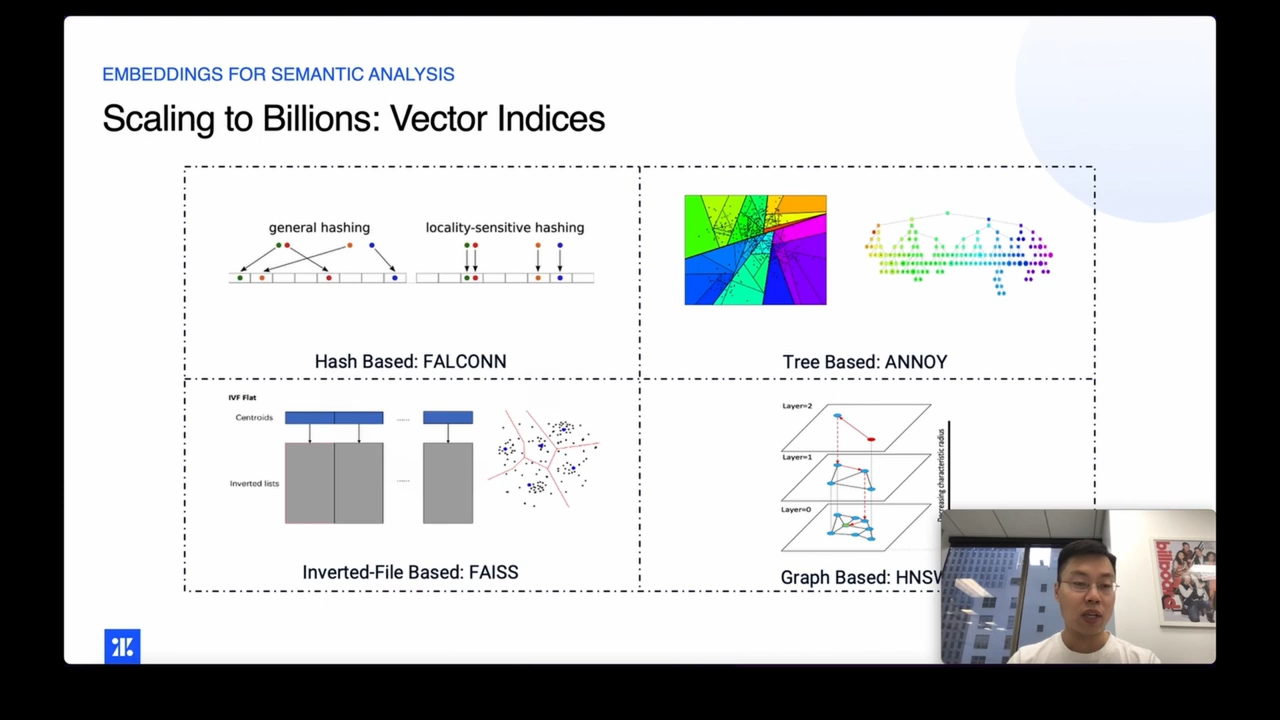 EMBEDDINGS FOR SEMANTIC ANALYSIS
Scaling to Billions: Vector Indices
general hashing
locality-sensitive hashing
Hash Based: FALCONN
Tree Based: ANNOY
IVF Flat
Centroids
Inverted lists
Inverted-File Based: FAISS
Layer=2
Layer=1
Layer=0
characteristic radius
Graph Based: HNSW
billboard